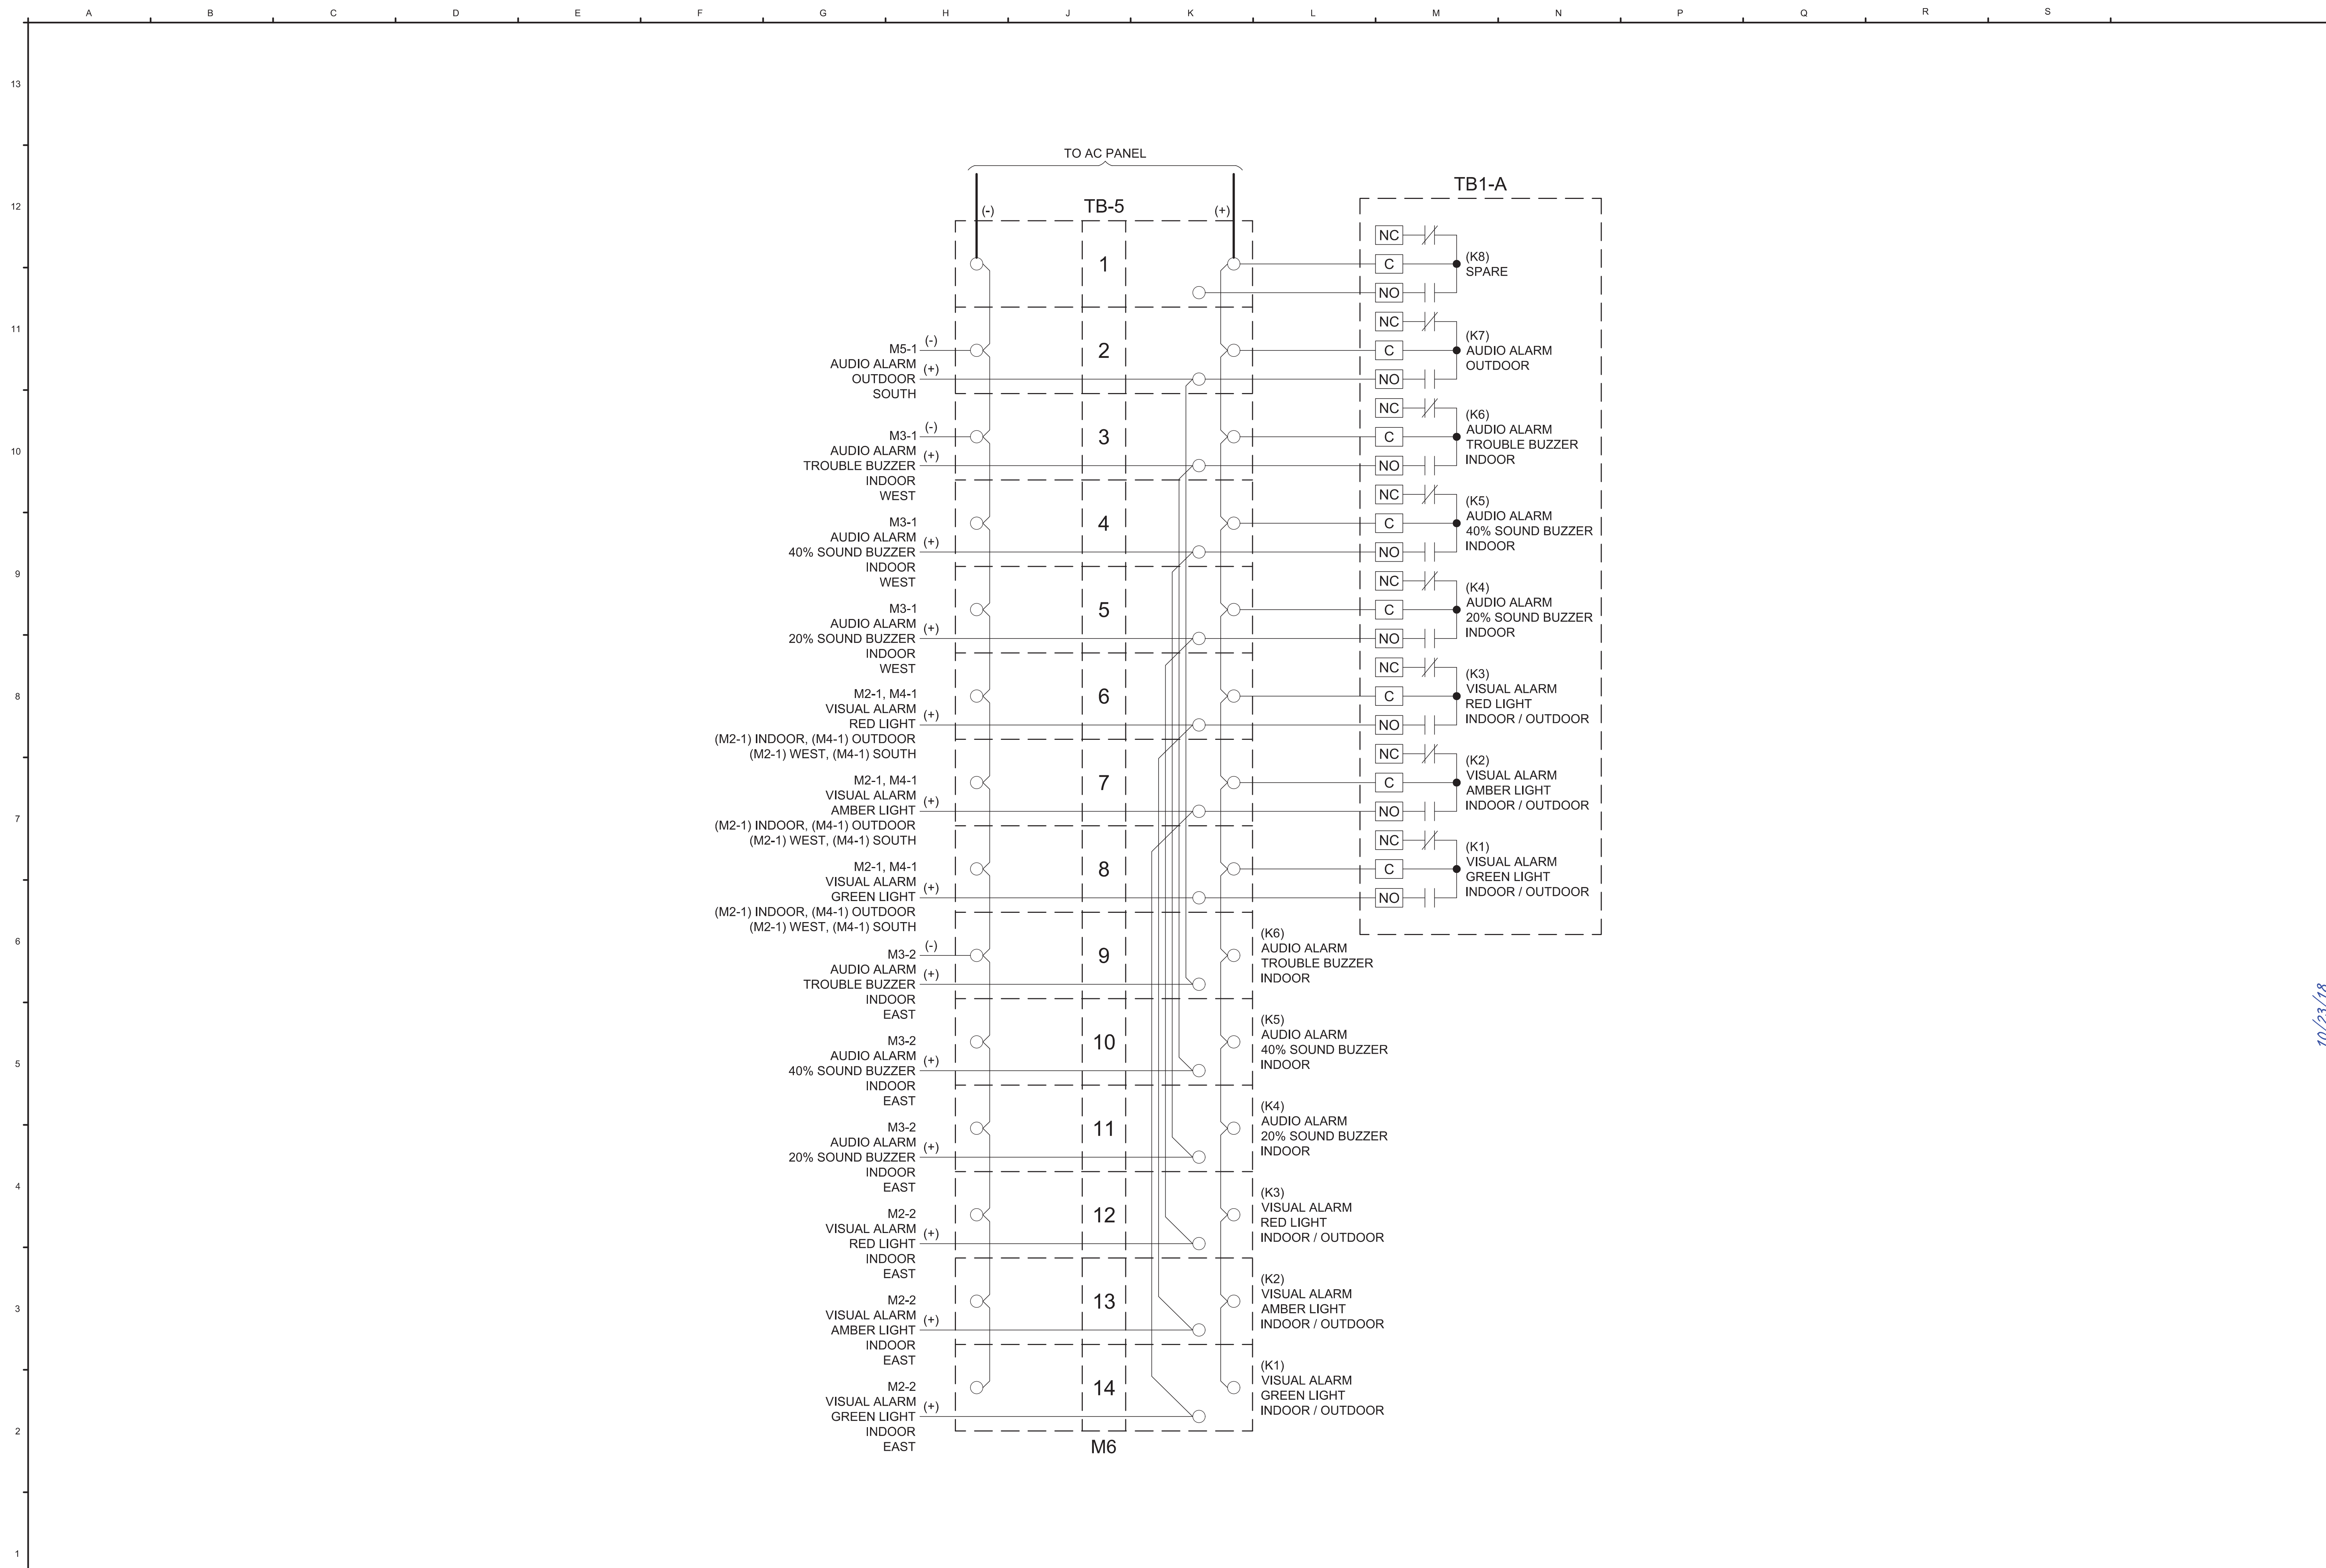 A B C D E F G H J K L M N P Q R S
13
12
11
10
9
8
7
6
5
4
3
2
1
TO AC PANEL
(-) TB-5 (+)
1
2
3
4
5
6
7
8
9
10
11
12
13
14
M6
M5-1 (-)
AUDIO ALARM
OUTDOOR (+)
SOUTH
M3-1 (-)
AUDIO ALARM
TROUBLE BUZZER (+)
INDOOR
WEST
M3-1
AUDIO ALARM
40% SOUND BUZZER (+)
INDOOR
WEST
M3-1
AUDIO ALARM
20% SOUND BUZZER (+)
INDOOR
WEST
M2-1, M4-1
VISUAL ALARM
RED LIGHT (+)
(M2-1) INDOOR, (M4-1) OUTDOOR
(M2-1) WEST, (M4-1) SOUTH
M2-1, M4-1
VISUAL ALARM
AMBER LIGHT (+)
(M2-1) INDOOR, (M4-1) OUTDOOR
(M2-1) WEST, (M4-1) SOUTH
M2-1, M4-1
VISUAL ALARM
GREEN LIGHT (+)
(M2-1) INDOOR, (M4-1) OUTDOOR
(M2-1) WEST, (M4-1) SOUTH
M3-2 (-)
AUDIO ALARM
TROUBLE BUZZER (+)
INDOOR
EAST
M3-2
AUDIO ALARM
40% SOUND BUZZER (+)
INDOOR
EAST
M3-2
AUDIO ALARM
20% SOUND BUZZER (+)
INDOOR
EAST
M2-2
VISUAL ALARM
RED LIGHT (+)
INDOOR
EAST
M2-2
VISUAL ALARM
AMBER LIGHT (+)
INDOOR
EAST
M2-2
VISUAL ALARM
GREEN LIGHT (+)
INDOOR
EAST
TB1-A
NC
C
NO
(K8)
SPARE
NC
C
NO
(K7)
AUDIO ALARM
OUTDOOR
NC
C
NO
(K6)
AUDIO ALARM
TROUBLE BUZZER
INDOOR
NC
C
NO
(K5)
AUDIO ALARM
40% SOUND BUZZER
INDOOR
NC
C
NO
(K4)
AUDIO ALARM
20% SOUND BUZZER
INDOOR
NC
C
NO
(K3)
VISUAL ALARM
RED LIGHT
INDOOR / OUTDOOR
NC
C
NO
(K2)
VISUAL ALARM
AMBER LIGHT
INDOOR / OUTDOOR
NC
C
NO
(K1)
VISUAL ALARM
GREEN LIGHT
INDOOR / OUTDOOR
(K6)
AUDIO ALARM
TROUBLE BUZZER
INDOOR
(K5)
AUDIO ALARM
40% SOUND BUZZER
INDOOR
(K4)
AUDIO ALARM
20% SOUND BUZZER
INDOOR
(K3)
VISUAL ALARM
RED LIGHT
INDOOR / OUTDOOR
(K2)
VISUAL ALARM
AMBER LIGHT
INDOOR / OUTDOOR
(K1)
VISUAL ALARM
GREEN LIGHT
INDOOR / OUTDOOR
10/23/18